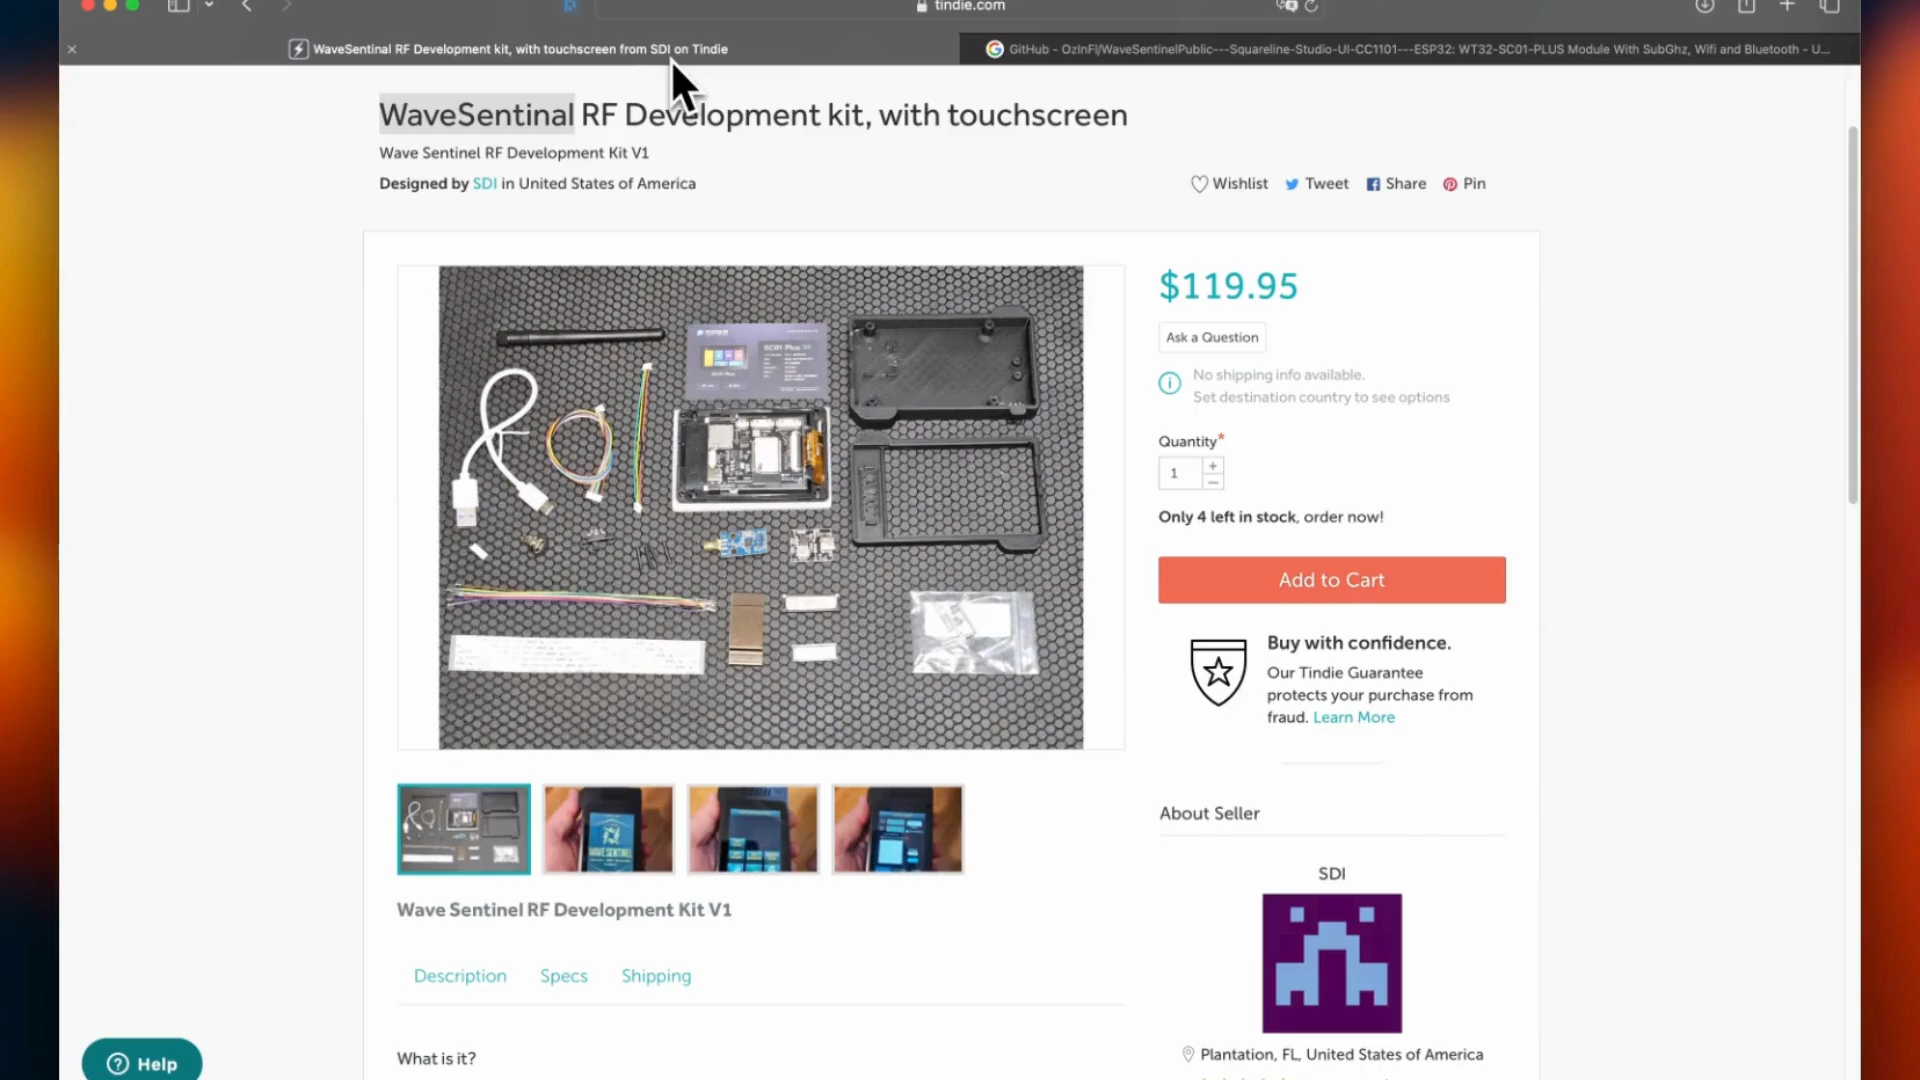 tindie.com
WaveSentinal RF Development kit, with touchscreen from SDI on Tindie
GitHub - OzInFl/WaveSentinelPublic---Squareline-Studio-UI-CC1101---ESP32: WT32-SC01-PLUS Module With SubGhz, Wifi and Bluetooth - U...
WaveSentinal RF Development kit, with touchscreen
Wave Sentinel RF Development Kit V1
Designed by SDI in United States of America
Wishlist Tweet Share Pin
$119.95
Ask a Question
No shipping info available.
Set destination country to see options
Quantity*
1
+
−
Only 4 left in stock, order now!
Add to Cart
Buy with confidence.
Our Tindie Guarantee
protects your purchase from
fraud. Learn More
SC01 Plus
WAVE SENTINEL
Wave Sentinel RF Development Kit V1
Description Specs Shipping
What is it?
About Seller
SDI
Plantation, FL, United States of America
Help